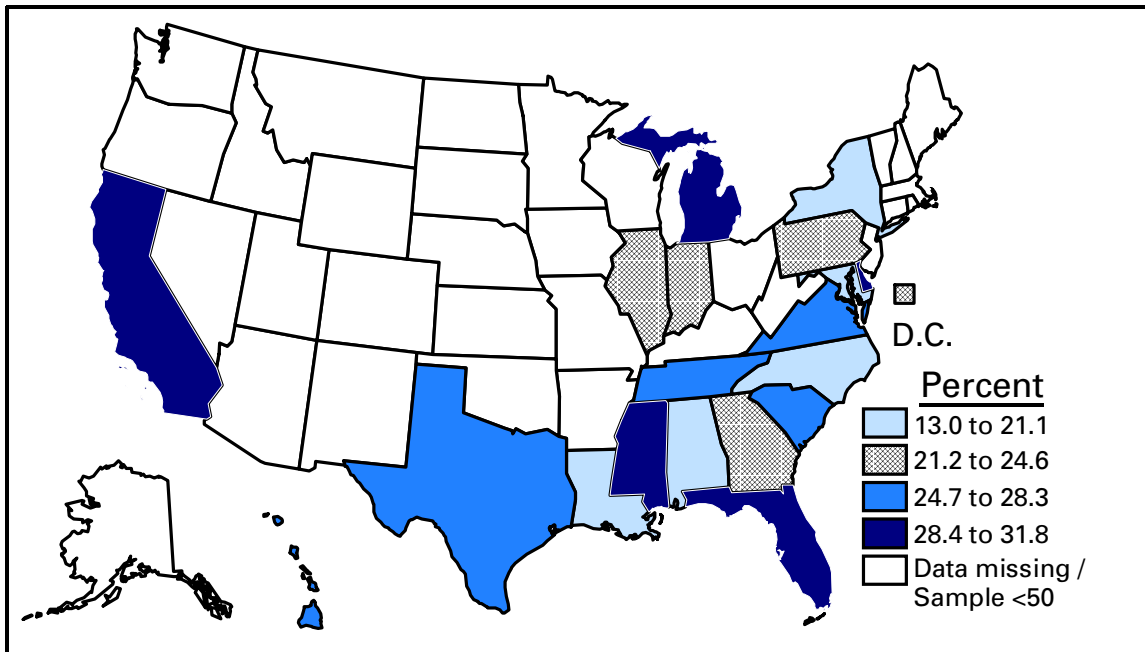 D.C.
Percent
13.0 to 21.1
21.2 to 24.6
24.7 to 28.3
28.4 to 31.8
Data missing /
Sample <50